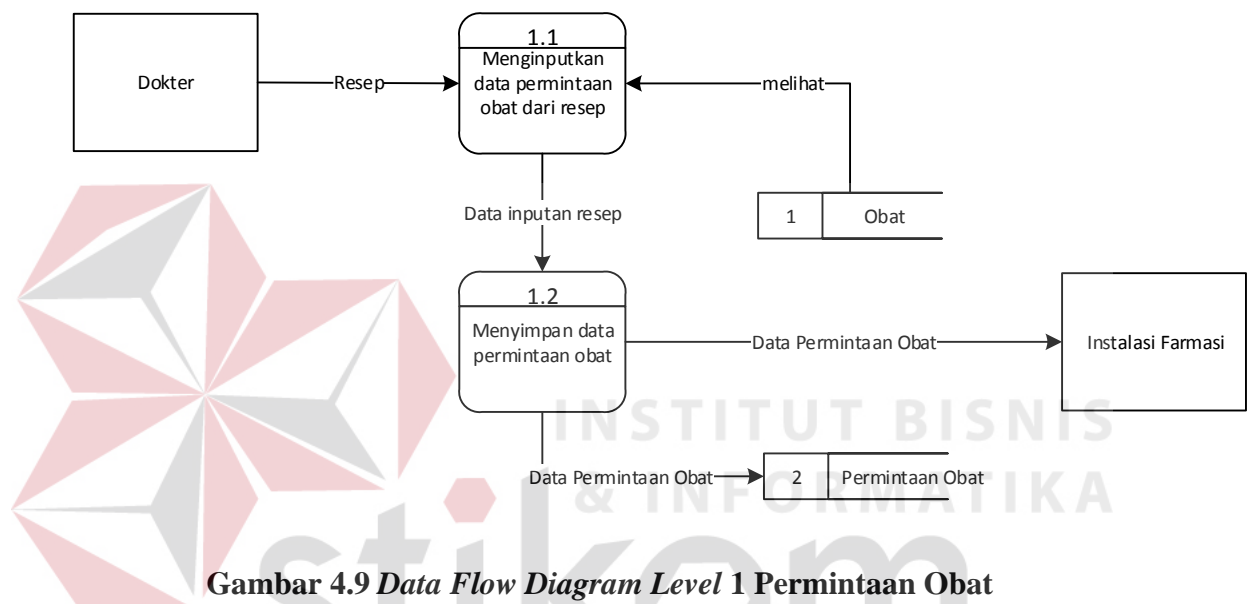 1.1
Dokter
Resep
Menginputkan
data permintaan
obat dari resep
melihat
Data inputan resep
1 Obat
1.2
Menyimpan data
permintaan obat
Data Permintaan Obat
Instalasi Farmasi
Data Permintaan Obat
2 Permintaan Obat
INSTITUT BISNIS
& INFORMATIKA
stikom
Gambar 4.9 Data Flow Diagram Level 1 Permintaan Obat